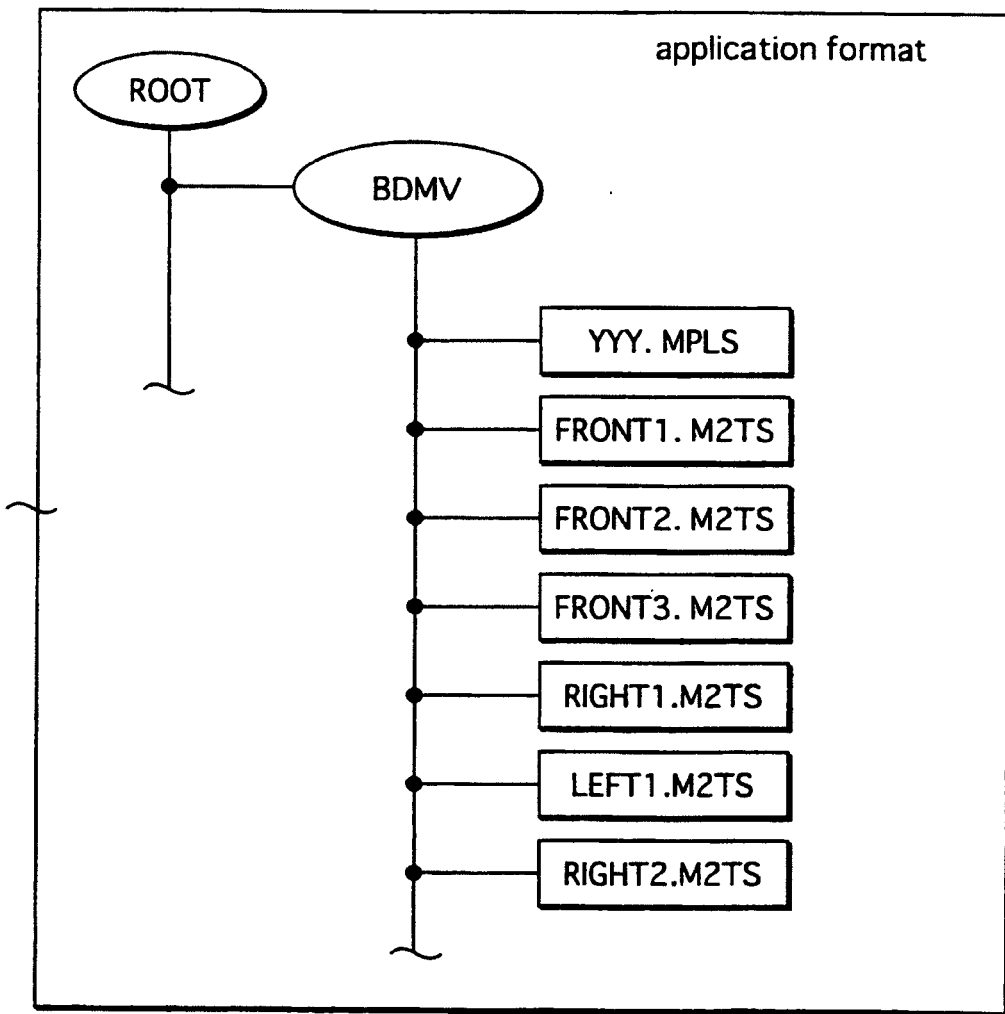 application format
ROOT
BDMV
YYY. MPLS
FRONT1. M2TS
FRONT2. M2TS
FRONT3. M2TS
RIGHT1.M2TS
LEFT1.M2TS
RIGHT2.M2TS